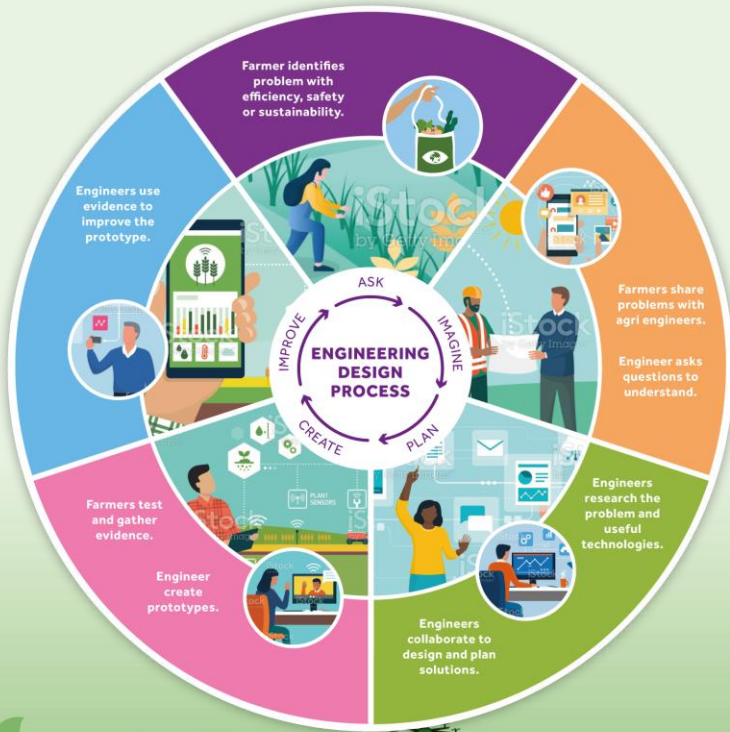 Farmer identifies
problem with
efficiency, safety
or sustainability.
Engineers use
evidence to
improve the
prototype.
iStock
by Getty Images
Farmers share
problems with
agri engineers.
Engineer asks
questions to
understand.
ASK
IMAGINE
PLAN
CREATE
IMPROVE
ENGINEERING
DESIGN
PROCESS
Engineers
research the
problem and
useful
technologies.
Engineers
collaborate to
design and plan
solutions.
Farmers test
and gather
evidence.
Engineer
create
prototypes.
PLANT
SENSORS
iStock
iStock